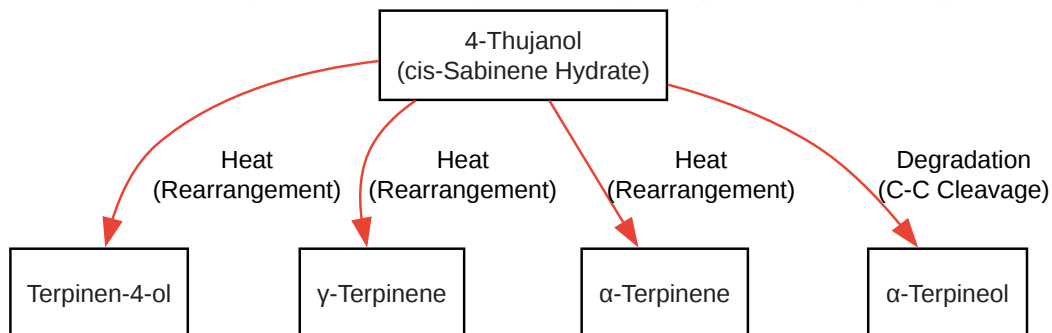 4-Thujanol
(cis-Sabinene Hydrate)
Heat
(Rearrangement)
Heat
(Rearrangement)
Heat
(Rearrangement)
Degradation
(C-C Cleavage)
Terpinen-4-ol
γ-Terpinene
α-Terpinene
α-Terpineol